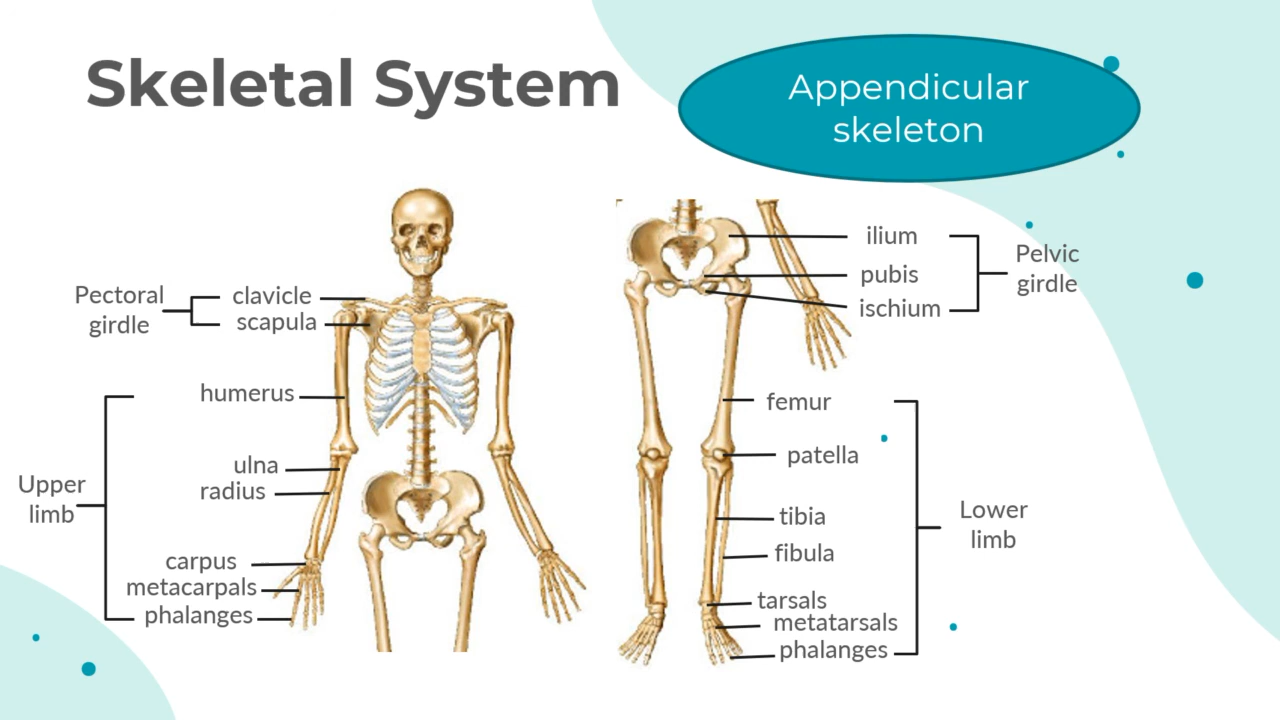 Skeletal System
Appendicular
skeleton
Pectoral
girdle
clavicle
scapula
humerus
Upper
limb
ulna
radius
carpus
metacarpals
phalanges
ilium
pubis
ischium
Pelvic
girdle
femur
patella
tibia
fibula
Lower
limb
tarsals
metatarsals
phalanges